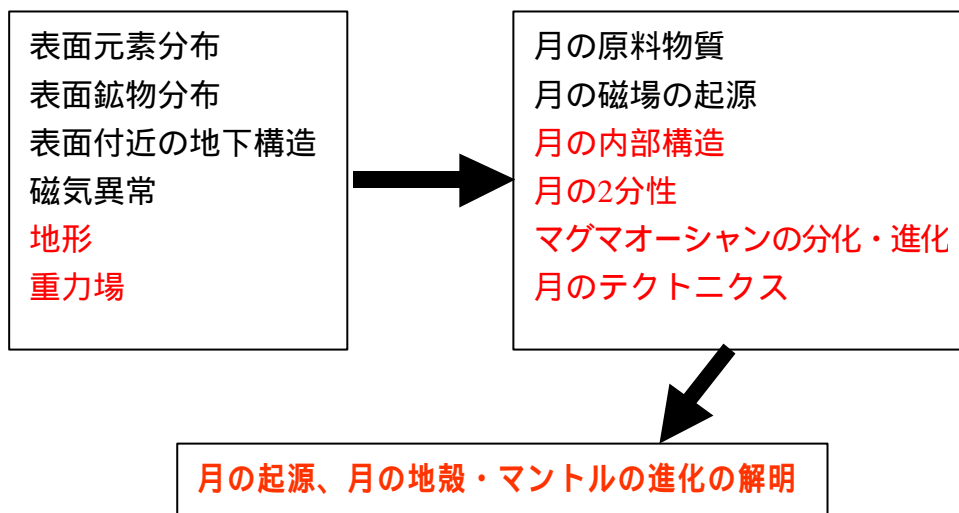 表面元素分布
表面鉱物分布
表面付近の地下構造
磁気異常
地形
重力場
月の原料物質
月の磁場の起源
月の内部構造
月の2分性
マグマオーシャンの分化・進化
月のテクトニクス
月の起源、月の地殻・マントルの進化の解明